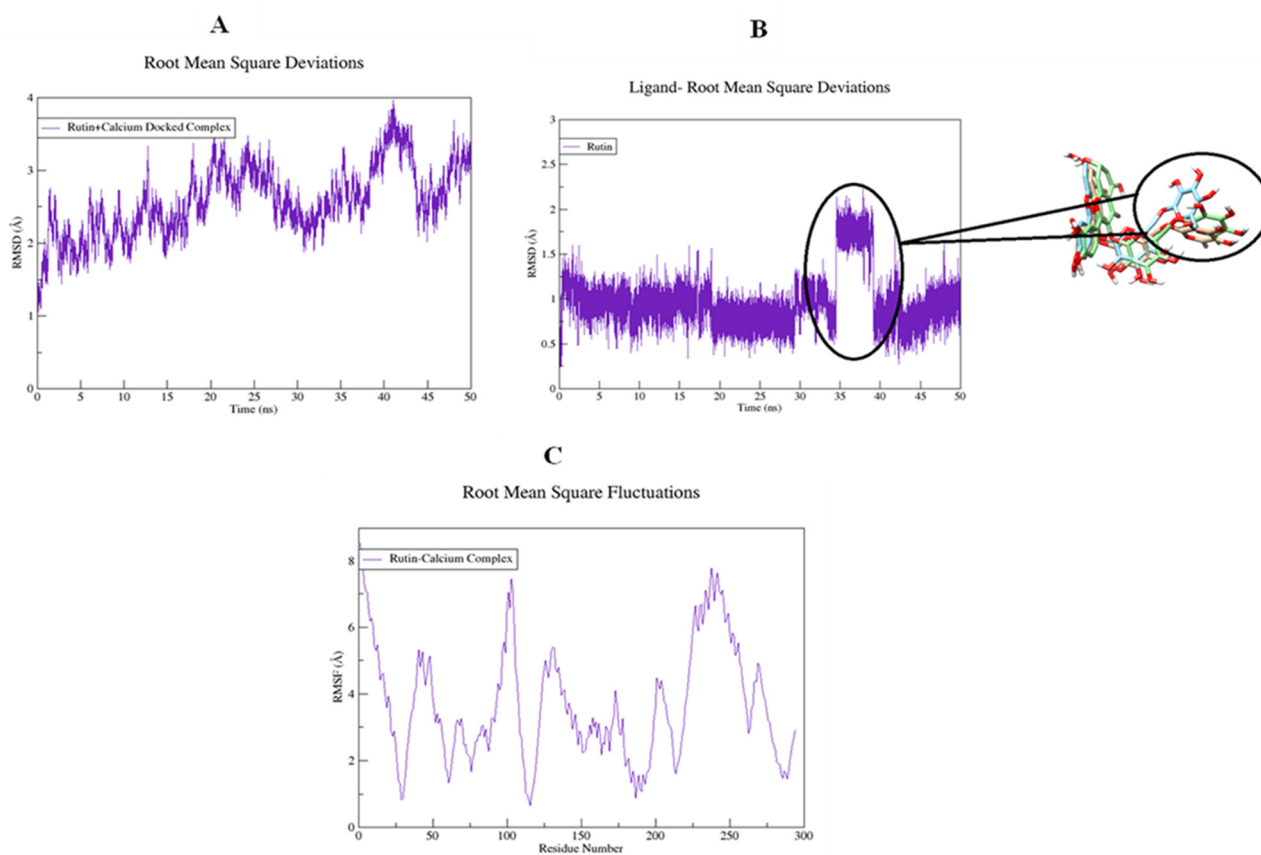 A
Root Mean Square Deviations
Rutin+Calcium Docked Complex
RMSD (Å)
4
3
2
1
0
0 5 10 15 20 25 30 35 40 45 50
Time (ns)
B
Ligand- Root Mean Square Deviations
Rutin
RMSD (Å)
3
2.5
2
1.5
1
0.5
0
0 5 10 15 20 25 30 35 40 45 50
Time (ns)
C
Root Mean Square Fluctuations
Rutin-Calcium Complex
RMSF (Å)
8
6
4
2
0
0 50 100 150 200 250 300
Residue Number